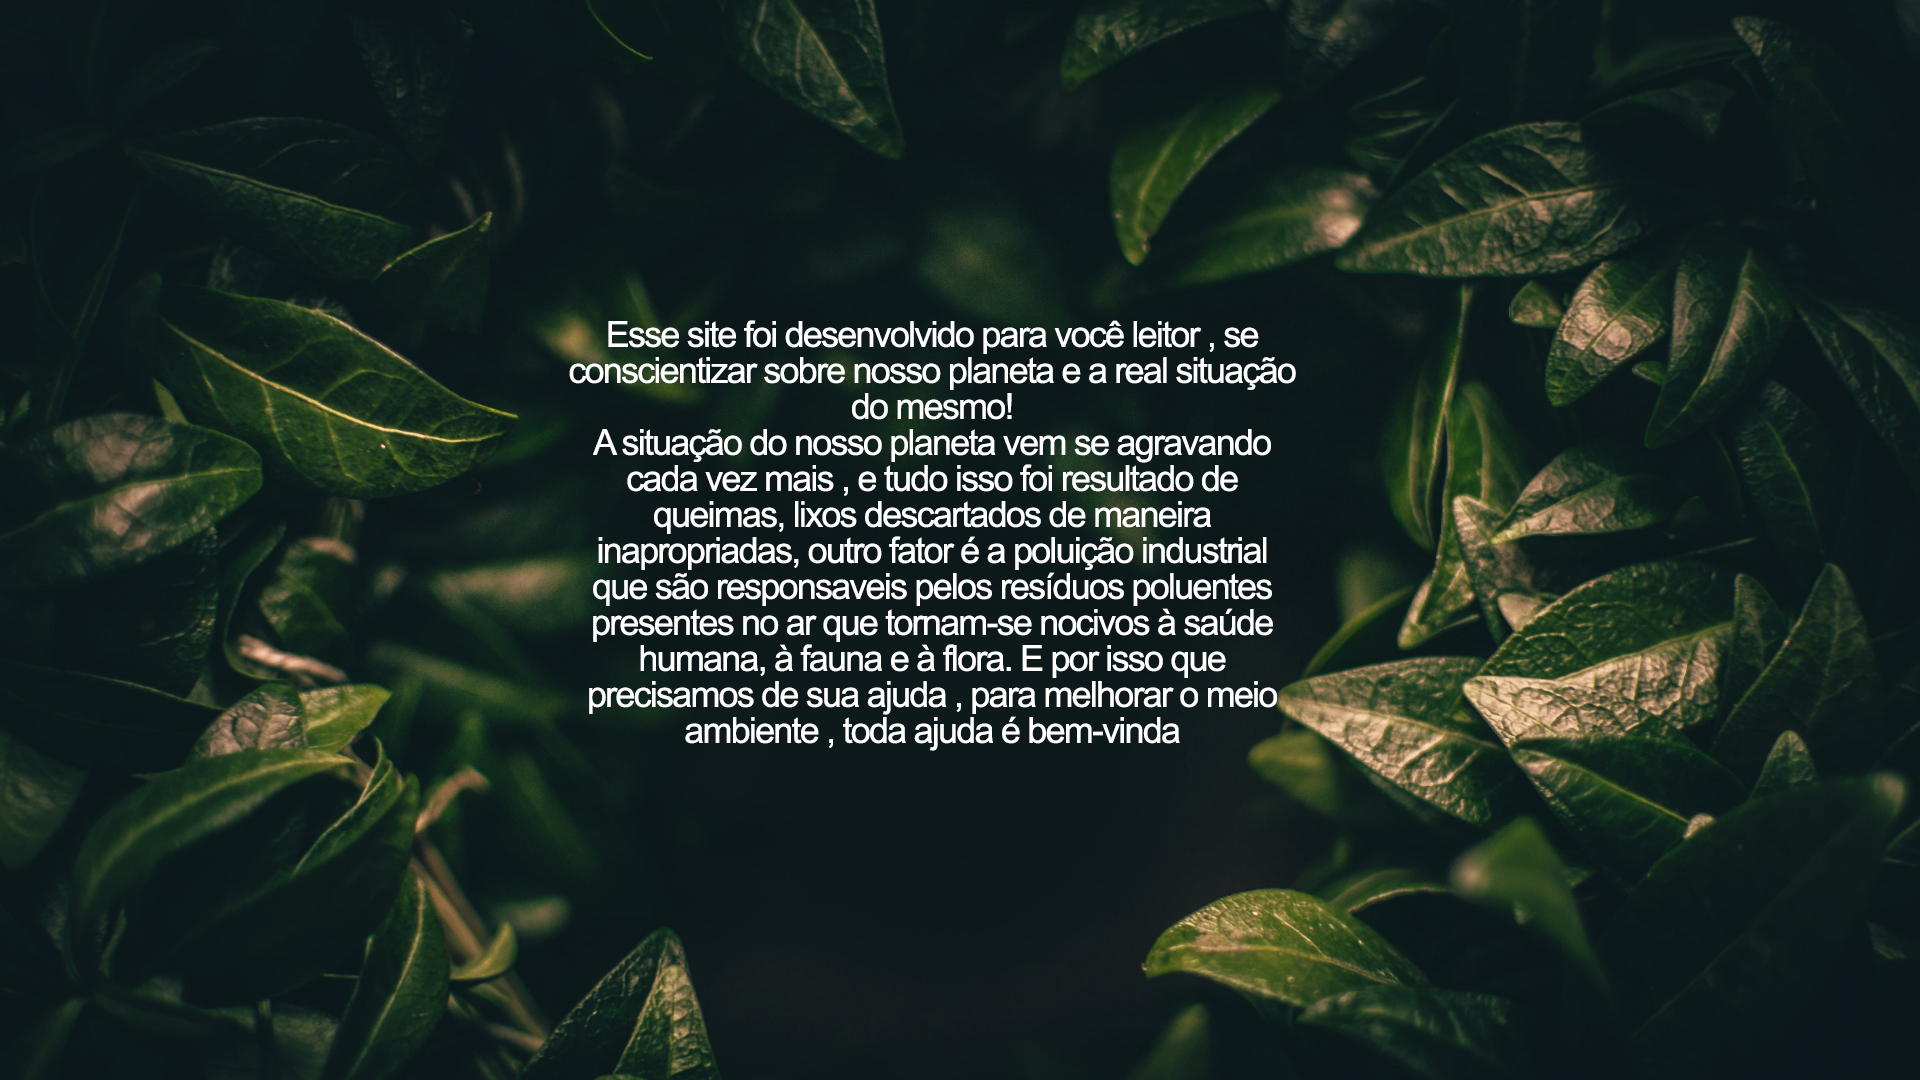 Esse site foi desenvolvido para você leitor , se
conscientizar sobre nosso planeta e a real situação
do mesmo!
A situação do nosso planeta vem se agravando
cada vez mais , e tudo isso foi resultado de
queimas, lixos descartados de maneira
inapropriadas, outro fator é a poluição industrial
que são responsaveis pelos resíduos poluentes
presentes no ar que tornam-se nocivos à saúde
humana, à fauna e à flora. E por isso que
precisamos de sua ajuda , para melhorar o meio
ambiente , toda ajuda é bem-vinda